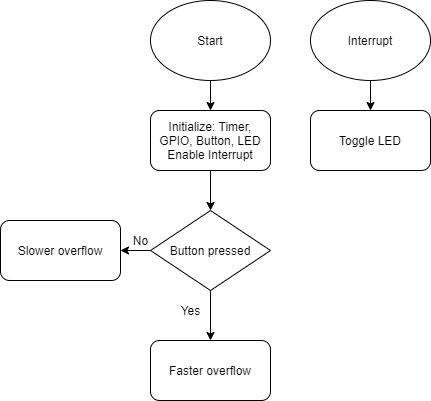 Start
Interrupt
Initialize: Timer,
GPIO, Button, LED
Enable Interrupt
Toggle LED
Button pressed
No
Slower overflow
Yes
Faster overflow